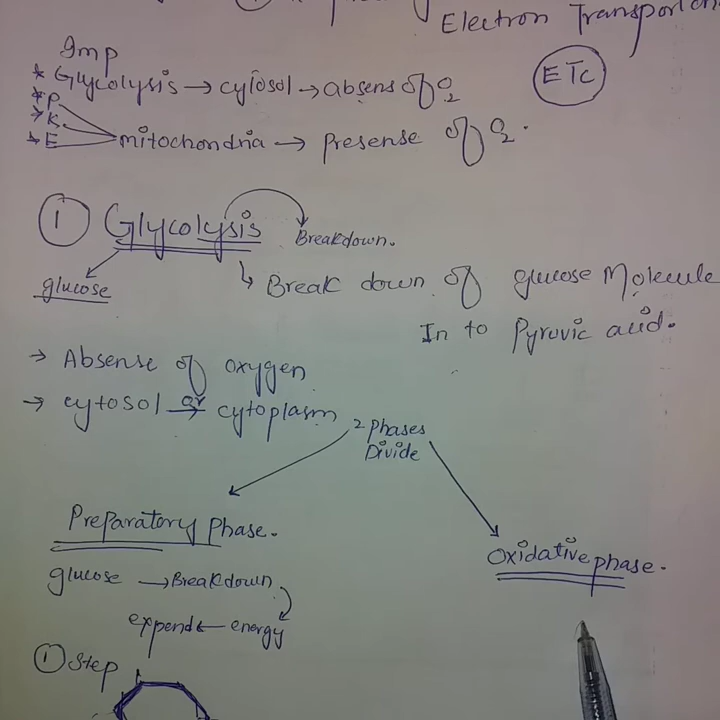 Electron Transport
Imp
* Glycolysis → cytosol → absens of O2
ETC
* P
* K
* E
mitochondria → Presense of O2.
① Glycolysis
Breakdown.
glucose
↳ Break down of glucose Molecule
In to Pyruvic acid.
→ Absense of oxygen
→ cytosol or → cytoplasm
2 phases
Divide
Preparatory phase.
Oxidative phase.
glucose → Breakdown
expend ← energy
① Step